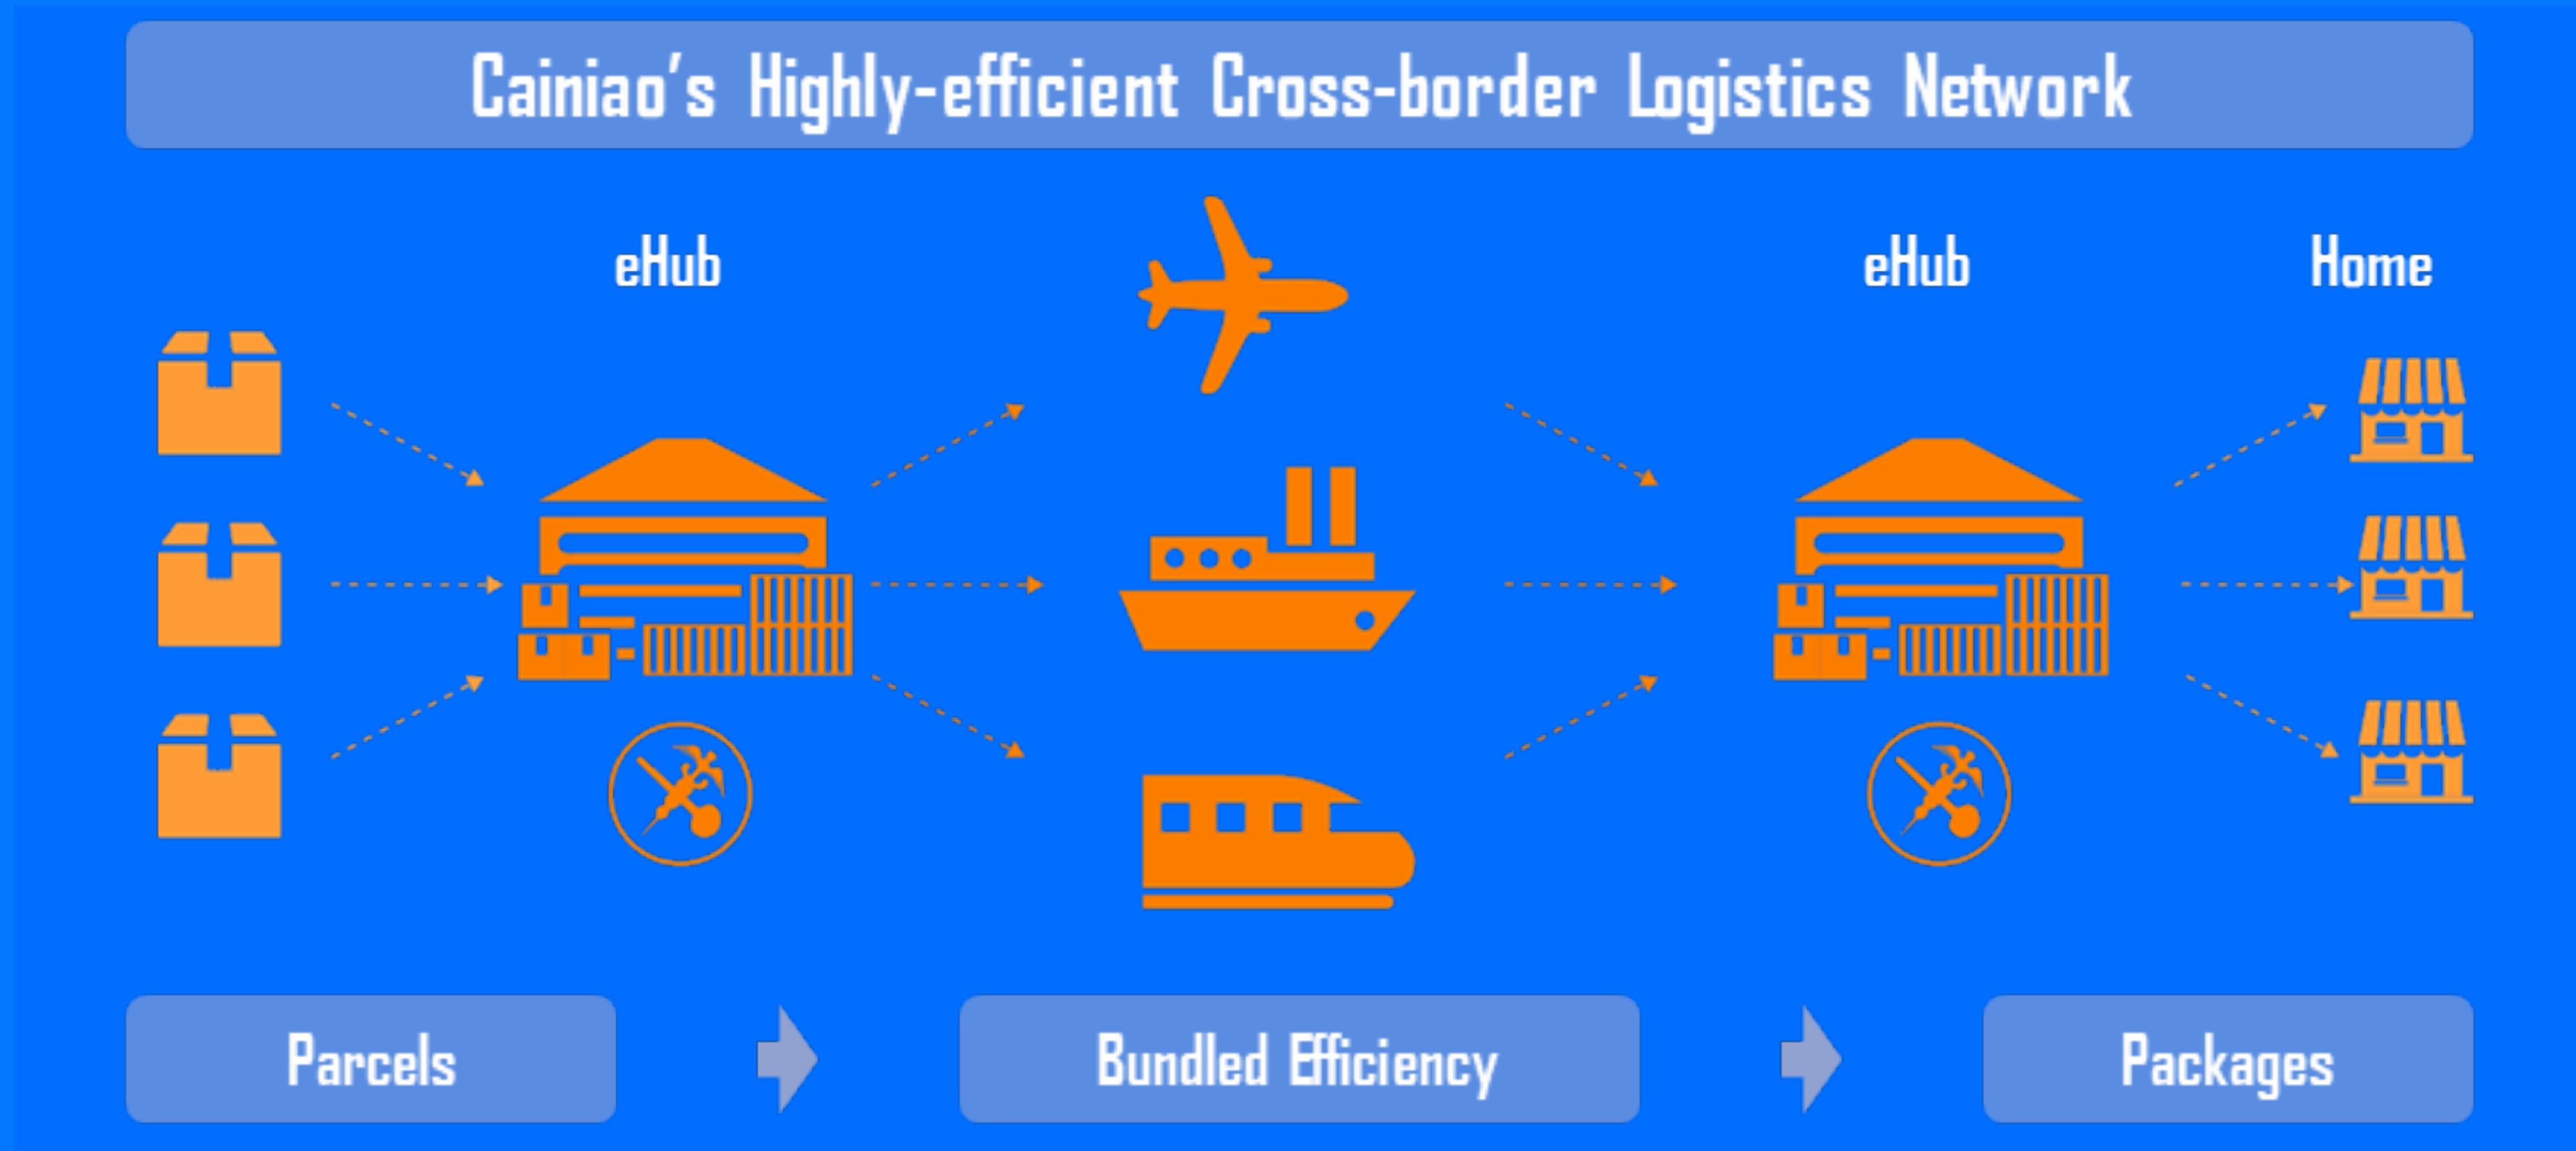 Cainiao's Highly-efficient Cross-border Logistics Network
eHub
eHub
Home
Parcels
Bundled Efficiency
Packages